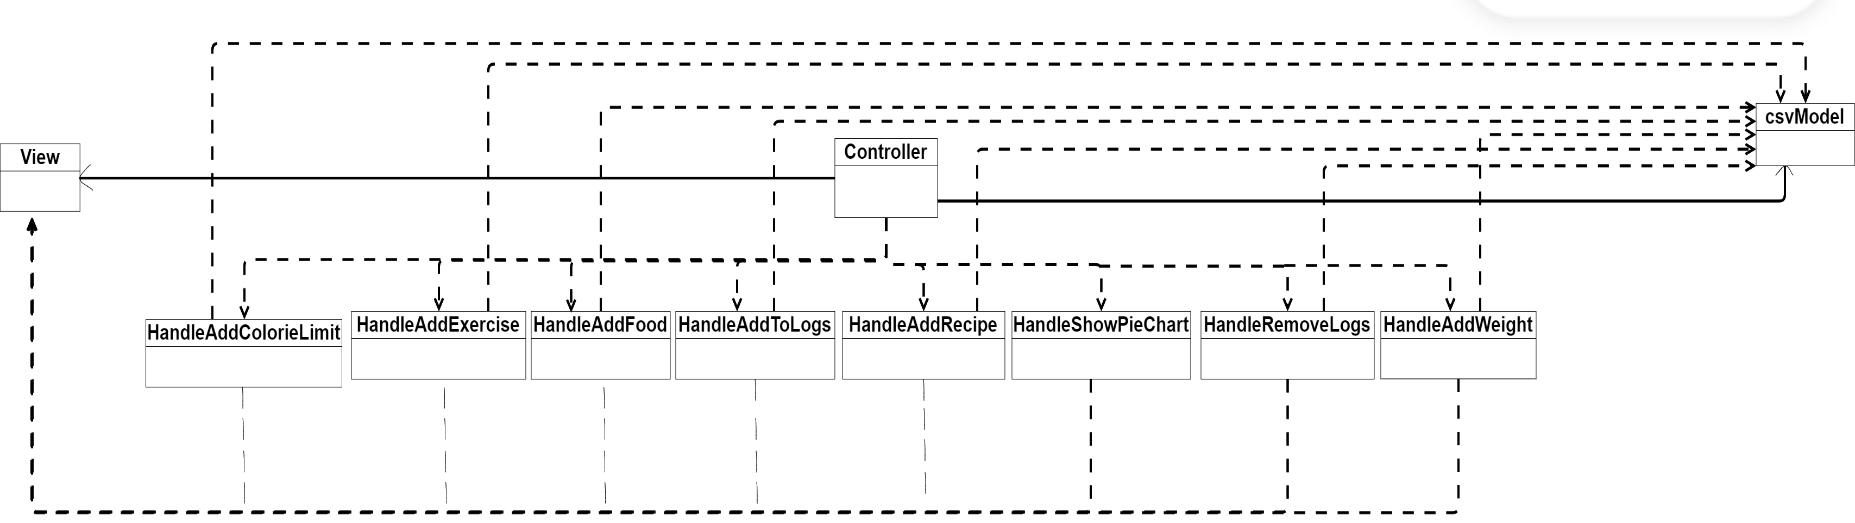 csvModel
Controller
View
HandleAddColorieLimit
HandleAddExercise
HandleAddFood
HandleAddToLogs
HandleAddRecipe
HandleShowPieChart
HandleRemoveLogs
HandleAddWeight